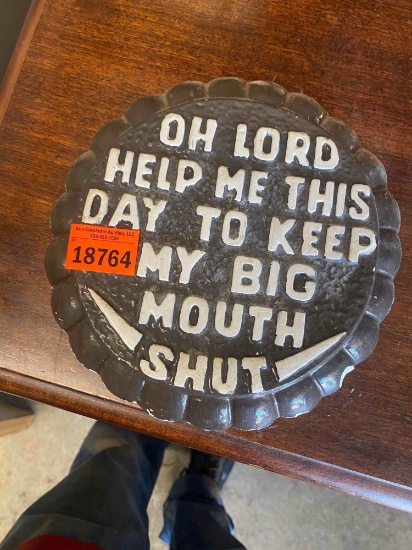 OH LORD
HELP ME THIS
DAY TO KEEP
MY BIG
MOUTH
SHUT
18764